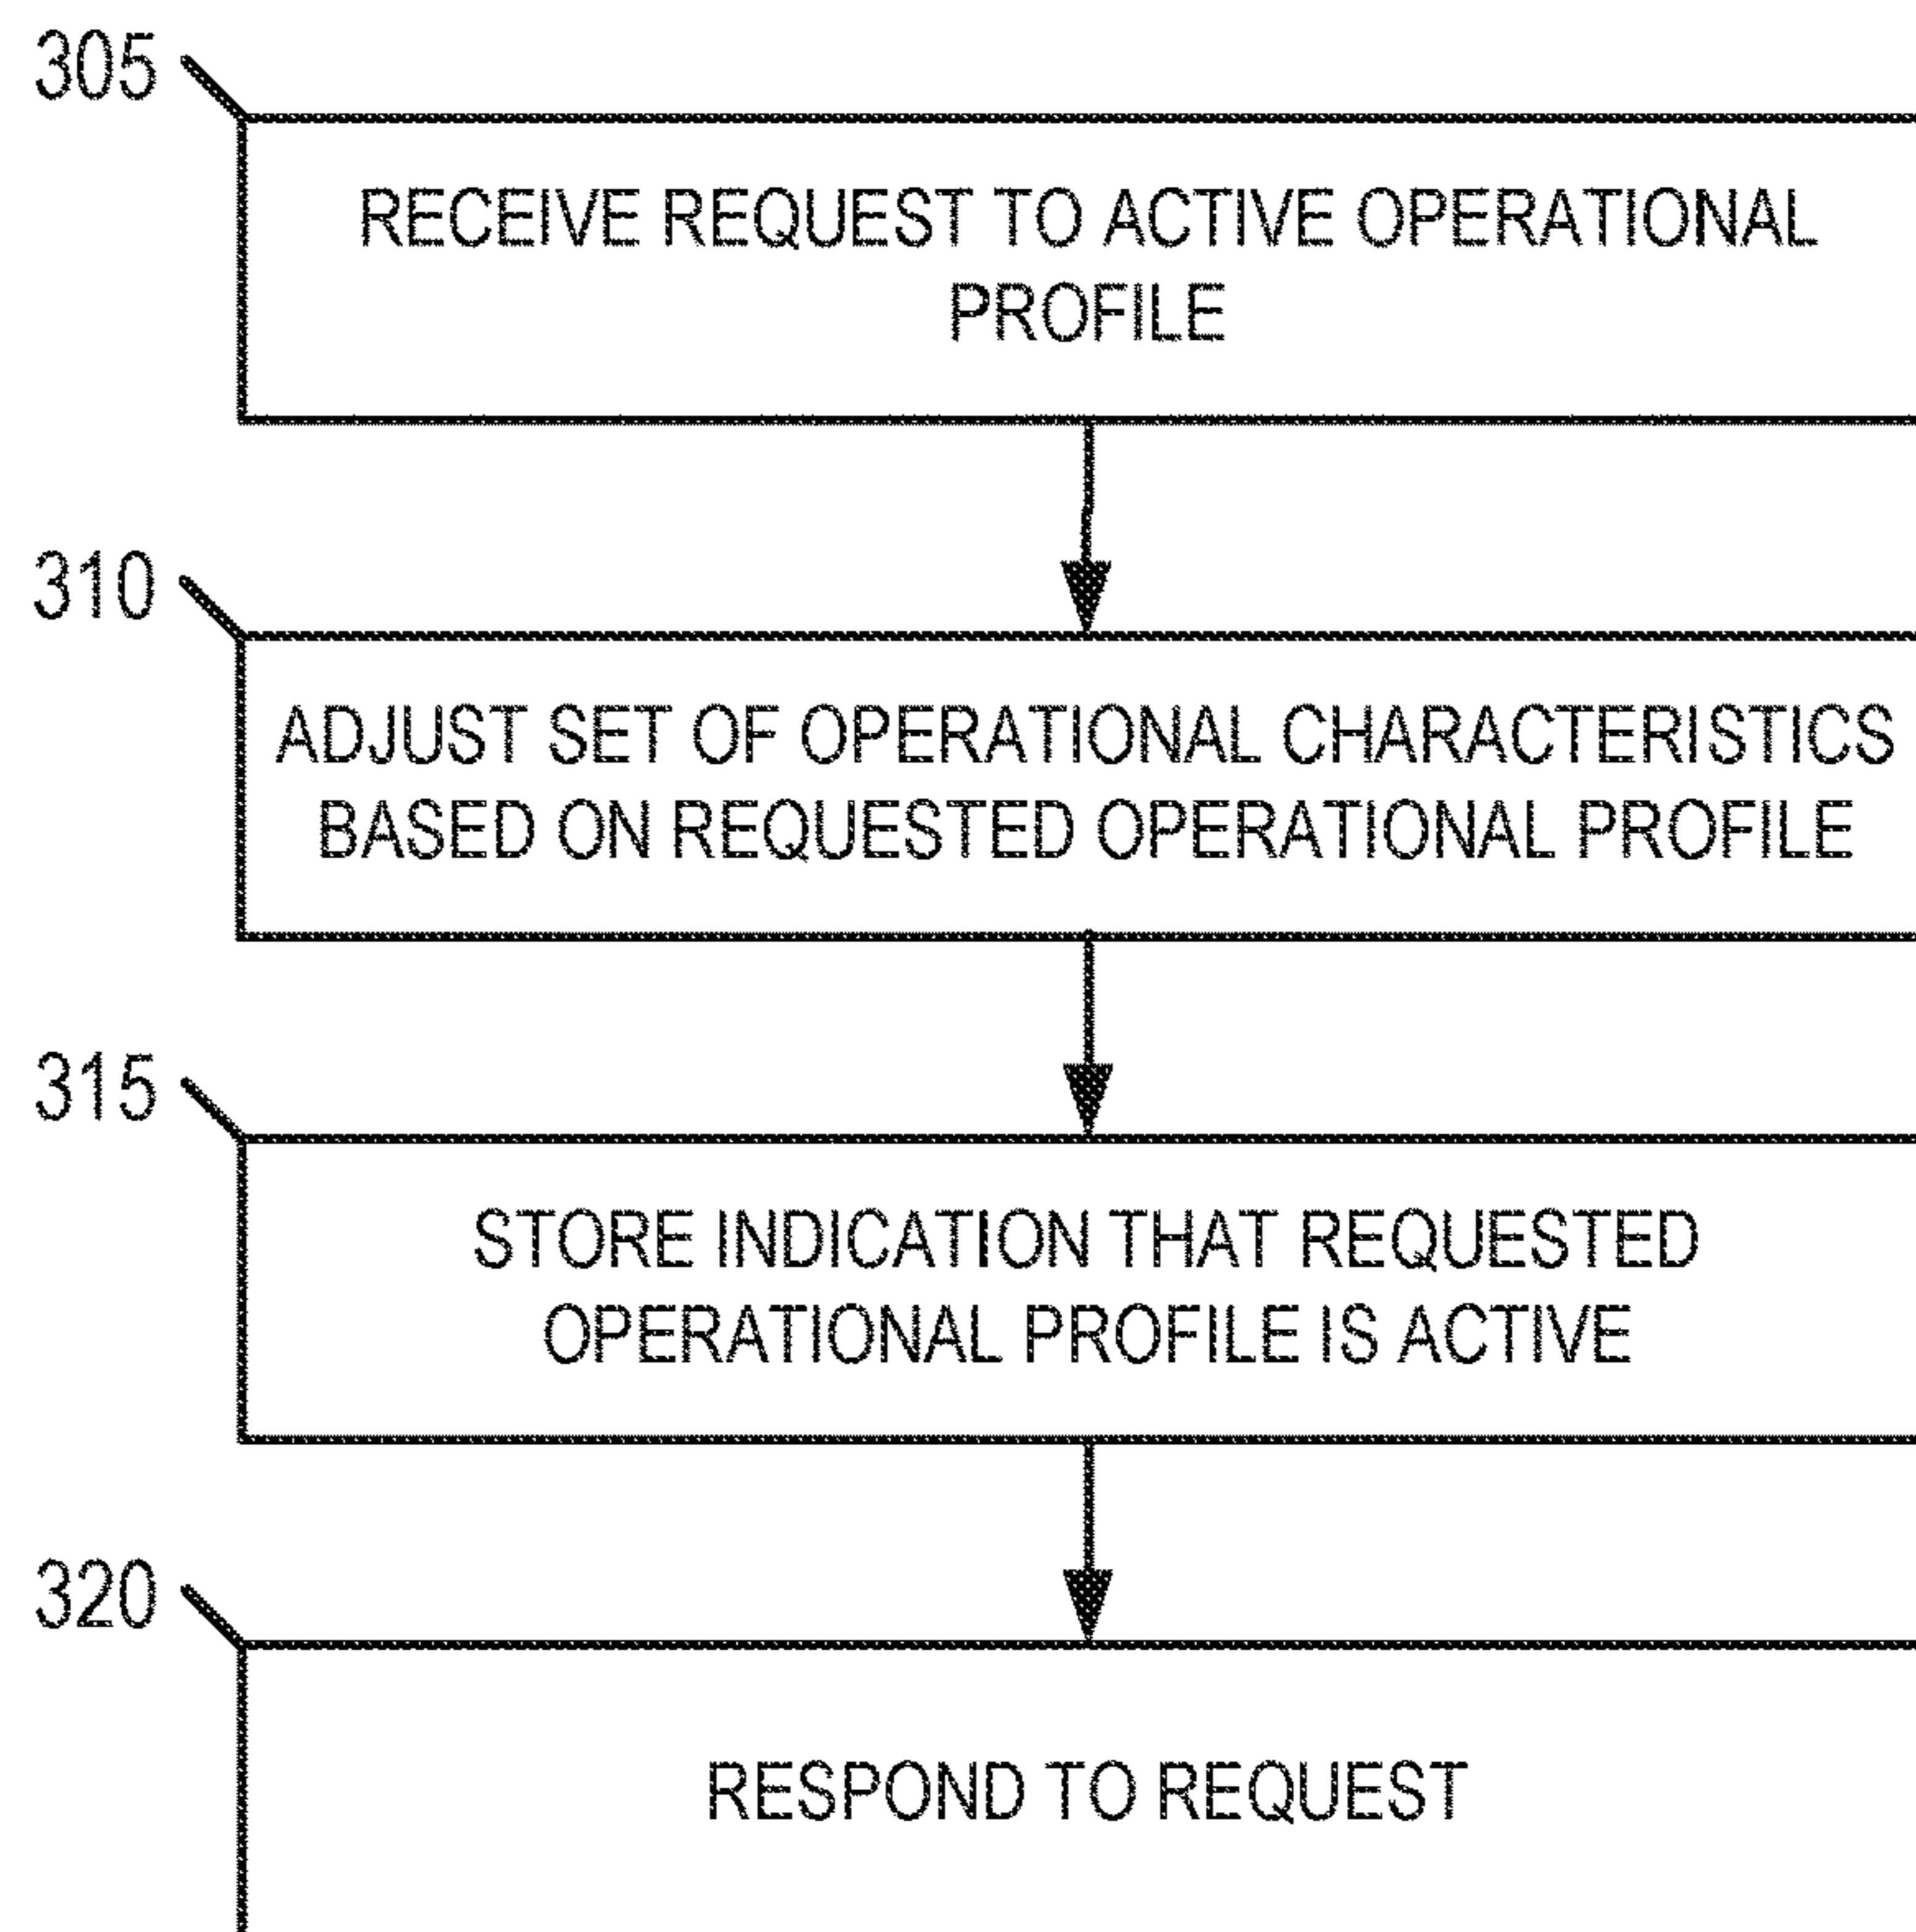 305
RECEIVE REQUEST TO ACTIVE OPERATIONAL
PROFILE
310
ADJUST SET OF OPERATIONAL CHARACTERISTICS
BASED ON REQUESTED OPERATIONAL PROFILE
315
STORE INDICATION THAT REQUESTED
OPERATIONAL PROFILE IS ACTIVE
320
RESPOND TO REQUEST